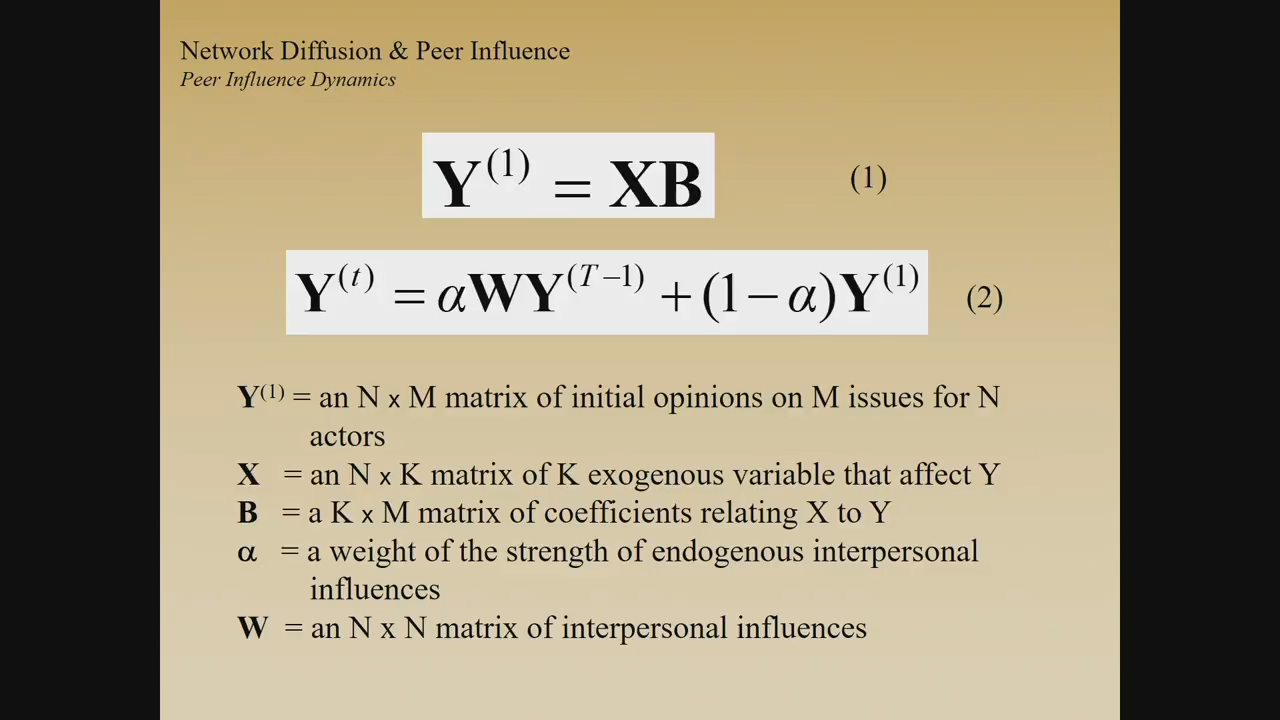 Network Diffusion & Peer Influence
Peer Influence Dynamics
Y(1) = XB (1)
Y(t) = αWY(T−1) + (1−α)Y(1) (2)
Y(1) = an N x M matrix of initial opinions on M issues for N
actors
X = an N x K matrix of K exogenous variable that affect Y
B = a K x M matrix of coefficients relating X to Y
α = a weight of the strength of endogenous interpersonal
influences
W = an N x N matrix of interpersonal influences